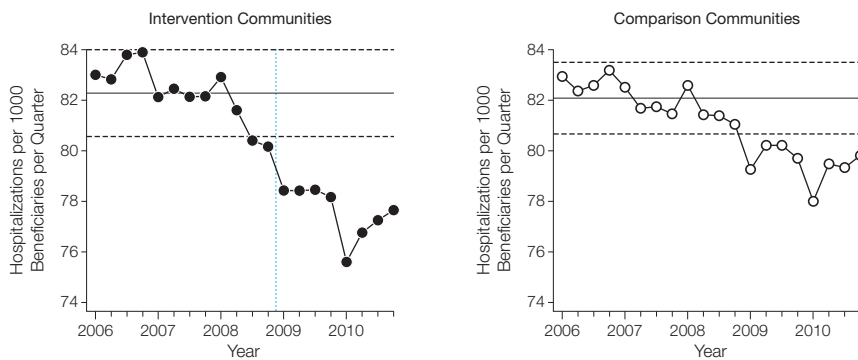 Intervention Communities
Hospitalizations per 1000
Beneficiaries per Quarter
84
82
80
78
76
74
2006 2007 2008 2009 2010
Year
Comparison Communities
Hospitalizations per 1000
Beneficiaries per Quarter
84
82
80
78
76
74
2006 2007 2008 2009 2010
Year